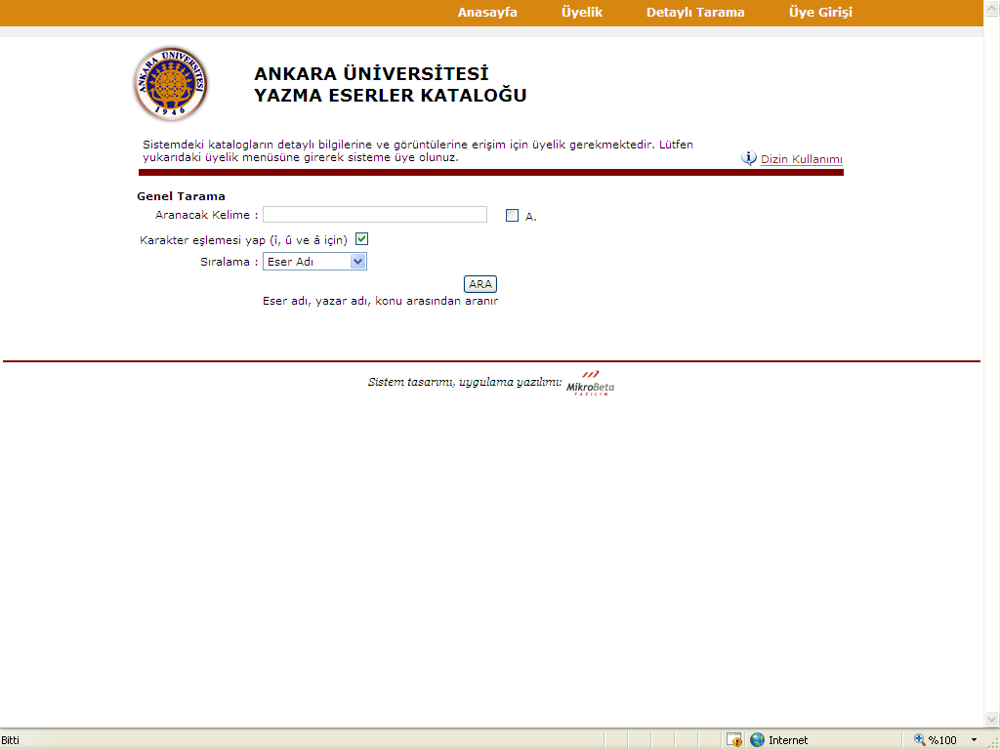 Anasayfa Üyelik Detaylı Tarama Üye Girişi
ANKARA ÜNİVERSİTESİ
1946
ANKARA ÜNİVERSİTESİ
YAZMA ESERLER KATALOĞU
Sistemdeki katalogların detaylı bilgilerine ve görüntülerine erişim için üyelik gerekmektedir. Lütfen
yukarıdaki üyelik menüsüne girerek sisteme üye olunuz.
Dizin Kullanımı
Genel Tarama
Aranacak Kelime : A.
Karakter eşlemesi yap (î, û ve â için)
Sıralama : Eser Adı
ARA
Eser adı, yazar adı, konu arasından aranır
Sistem tasarımı, uygulama yazılımı: MikroBeta
YAZILIM
Bitti Internet %100